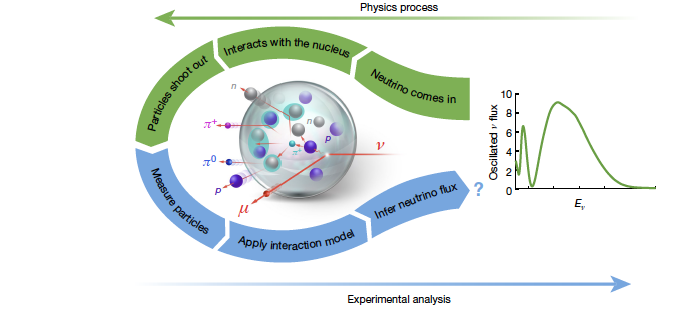 Physics process
Interacts with the nucleus
Particles shoot out
Neutrino comes in
n
n
π+
π0
P
P
π+
ν
μ
Measure particles
Apply interaction model
Infer neutrino flux
?
Oscillated ν flux
10
8
6
4
2
0
Eν
Experimental analysis